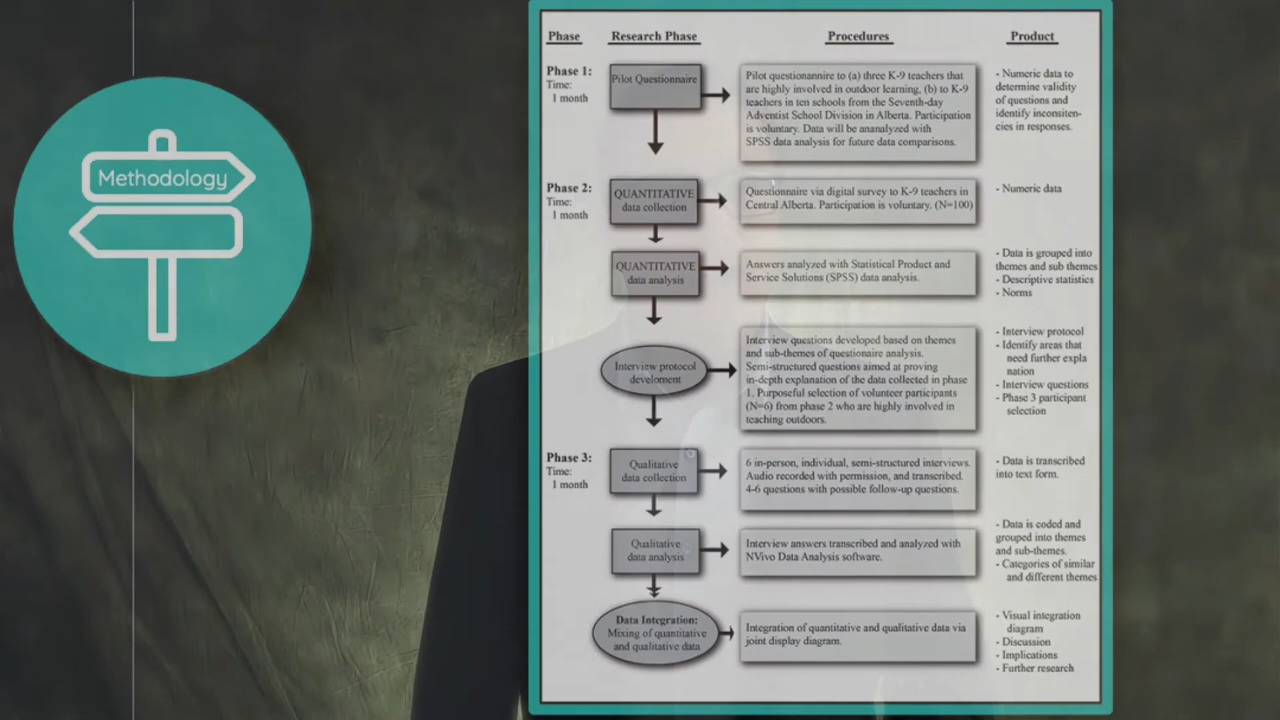 Methodology
Phase
Research Phase
Procedures
Product
Phase 1:
Time:
1 month
Pilot Questionnaire
Pilot questionannire to (a) three K-9 teachers that
are highly involved in outdoor learning, (b) to K-9
teachers in ten schools from the Seventh-day
Adventist School Division in Alberta. Participation
is voluntary. Data will be ananalyzed with
SPSS data analysis for future data comparisons.
- Numeric data to
determine validity
of questions and
identify inconsiten-
cies in responses.
Phase 2:
Time:
1 month
QUANTITATIVE
data collection
Questionnaire via digital survey to K-9 teachers in
Central Alberta. Participation is voluntary. (N=100)
- Numeric data
QUANTITATIVE
data analysis
Answers analyzed with Statistical Product and
Service Solutions (SPSS) data analysis.
- Data is grouped into
themes and sub themes
- Descriptive statistics
- Norms
Interview protocol
develoment
Interview questions developed based on themes
and sub-themes of questionaire analysis.
Semi-structured questions aimed at proving
in-depth explanation of the data collected in phase
1. Purposeful selection of volunteer participants
(N=6) from phase 2 who are highly involved in
teaching outdoors.
- Interview protocol
- Identify areas that
need further expla
nation
- Interview questions
- Phase 3 participant
selection
Phase 3:
Time:
1 month
Qualitative
data collection
6 in-person, individual, semi-structured interviews.
Audio recorded with permission, and transcribed.
4-6 questions with possible follow-up questions.
- Data is transcribed
into text form.
Qualitative
data analysis
Interview answers transcribed and analyzed with
NVivo Data Analysis software.
- Data is coded and
grouped into themes
and sub-themes.
- Categories of similar
and different themes
Data Integration:
Mixing of quantitative
and qualitative data
Integration of quantitative and qualitative data via
joint display diagram.
- Visual integration
diagram
- Discussion
- Implications
- Further research